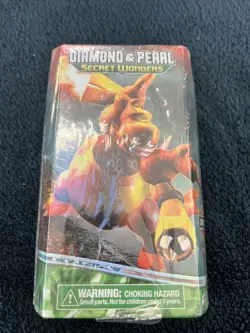 DIAMOND & PEARL
SECRET WONDERS
WARNING: CHOKING HAZARD
Small parts. Not for children under 3 years.